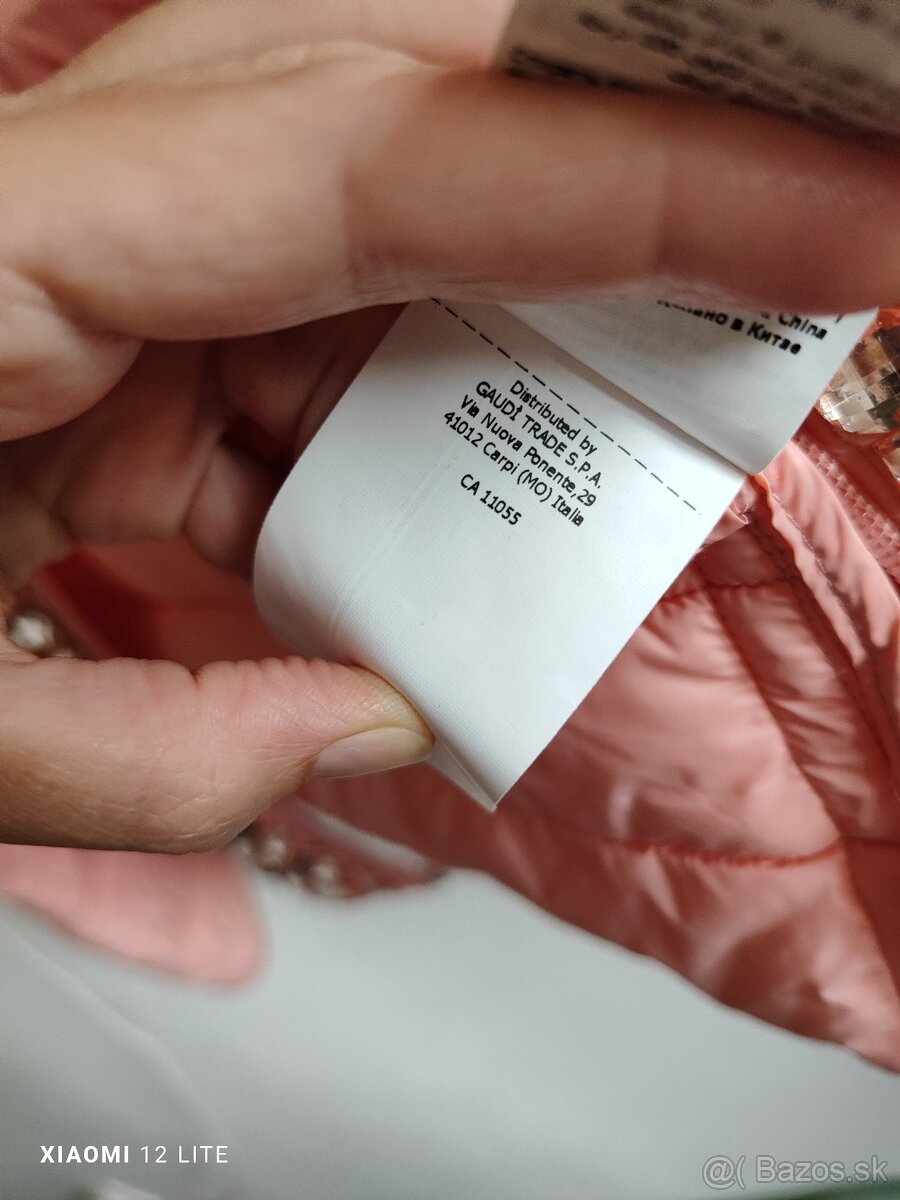 China
в Китае
Distributed by
GAUDÌ TRADE S.P.A.
Via Nuova Ponente,29
41012 Carpi (MO) Italia
CA 11055
XIAOMI 12 LITE
@( Bazos.sk